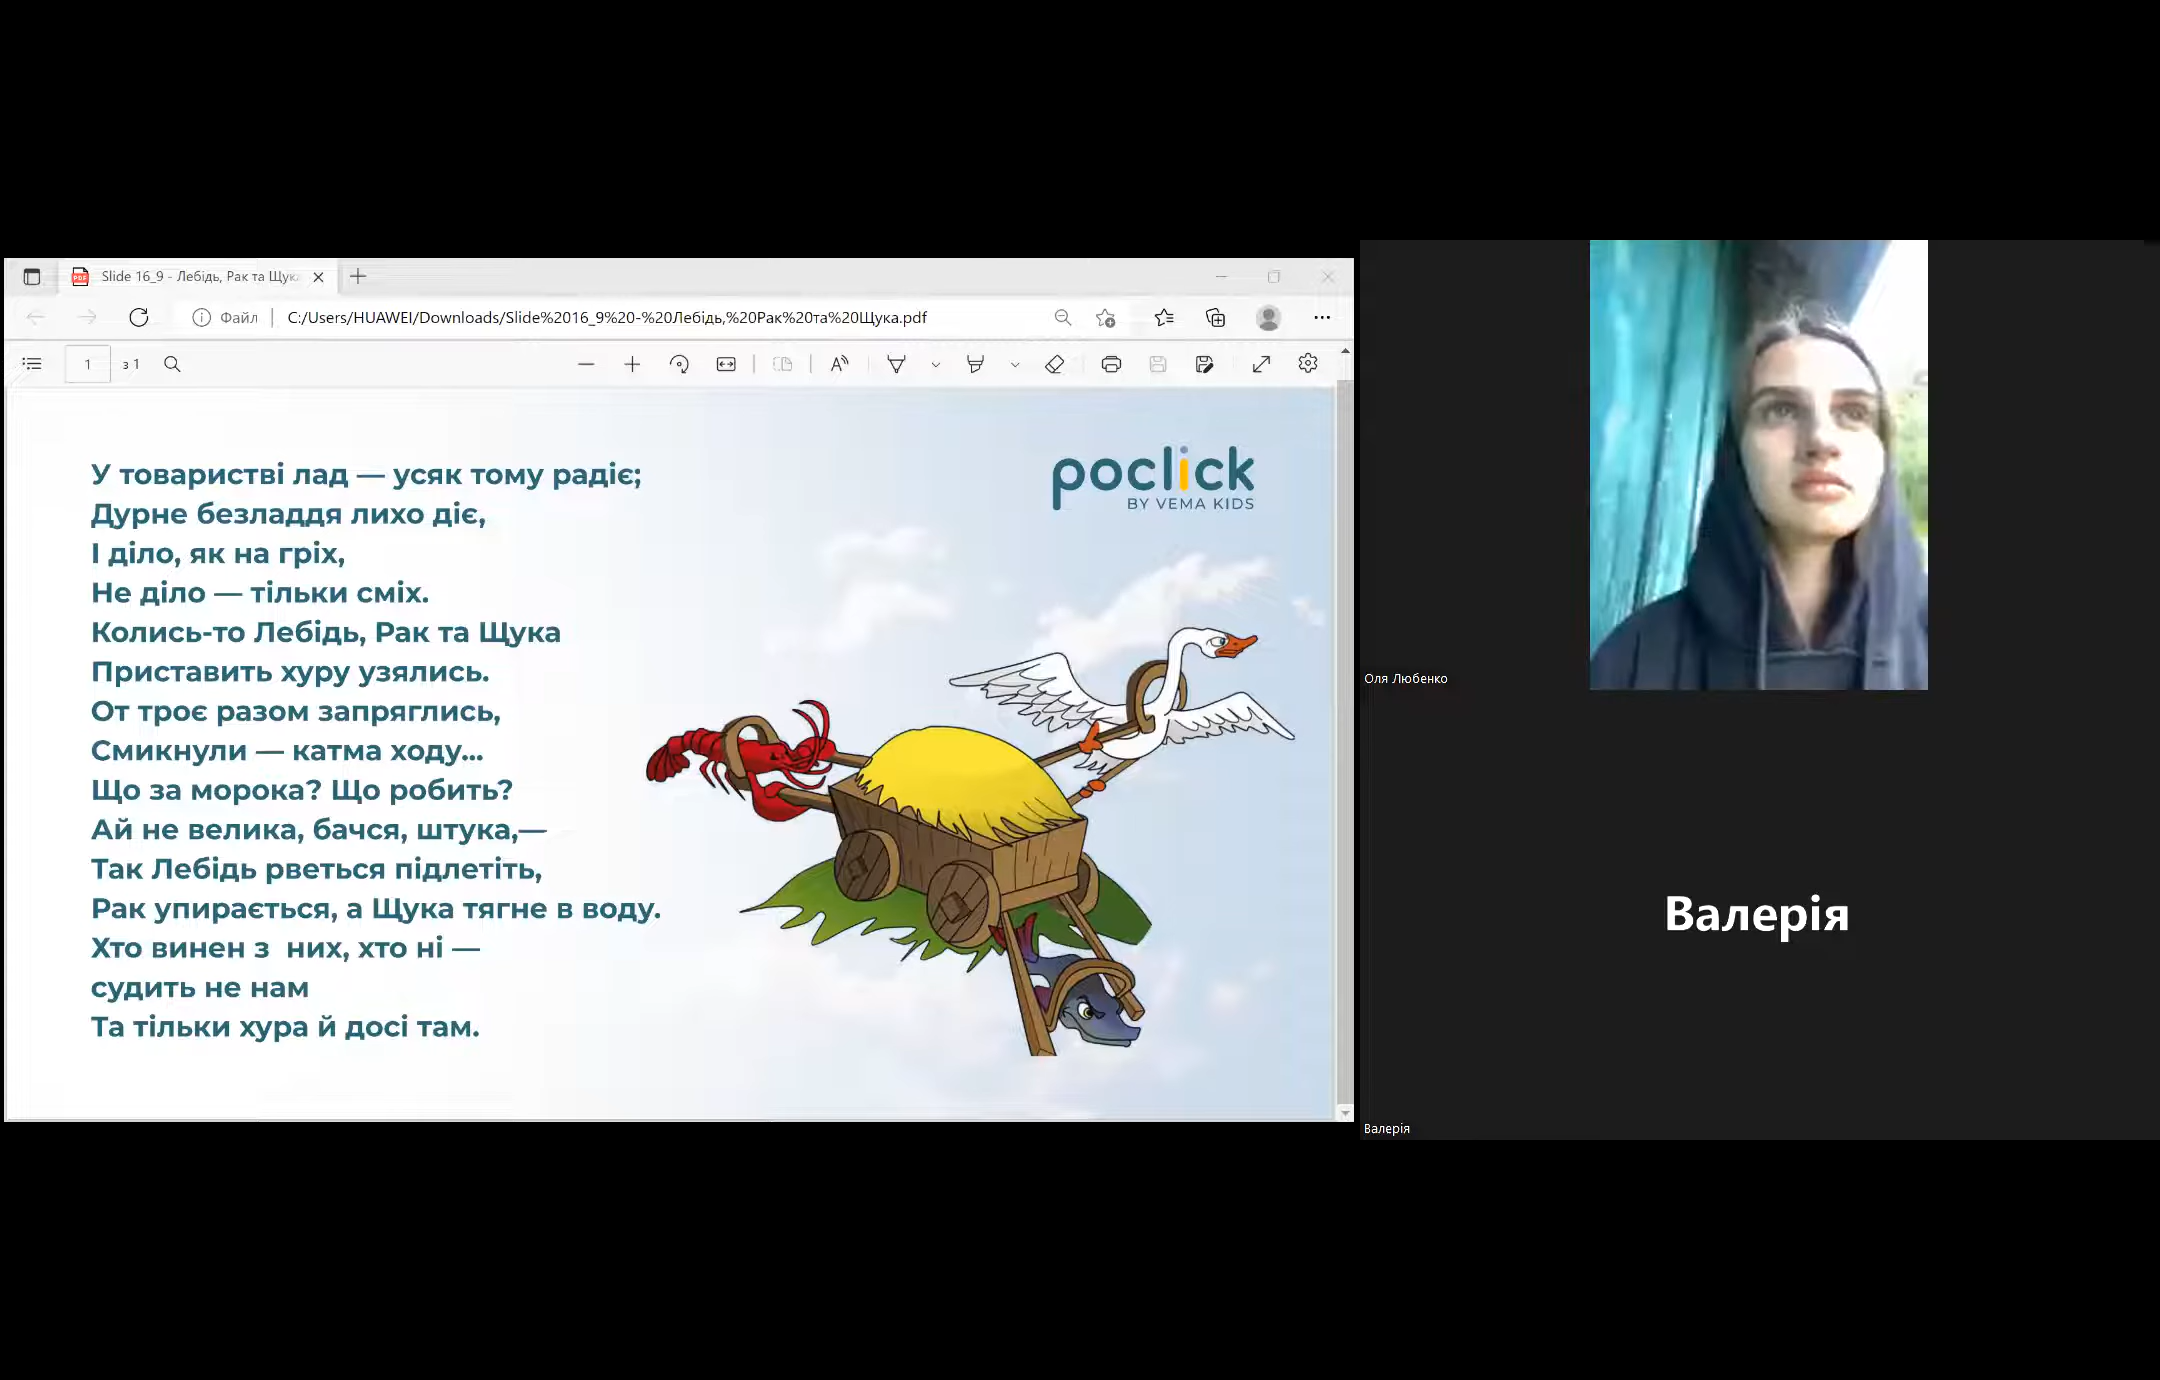 Slide 16_9 - Лебідь, Рак та Щук
Файл
C:/Users/HUAWEI/Downloads/Slide%2016_9%20-%20Лебідь,%20Рак%20та%20Щука.pdf
1
з 1
poclick
BY VEMA KIDS
У товаристві лад — усяк тому радіє;
Дурне безладдя лихо діє,
І діло, як на гріх,
Не діло — тільки сміх.
Колись-то Лебідь, Рак та Щука
Приставить хуру узялись.
От троє разом запряглись,
Смикнули — катма ходу...
Що за морока? Що робить?
Ай не велика, бачся, штука,—
Так Лебідь рветься підлетіть,
Рак упирається, а Щука тягне в воду.
Хто винен з  них, хто ні —
судить не нам
Та тільки хура й досі там.
Оля Любенко
Валерія
Валерія